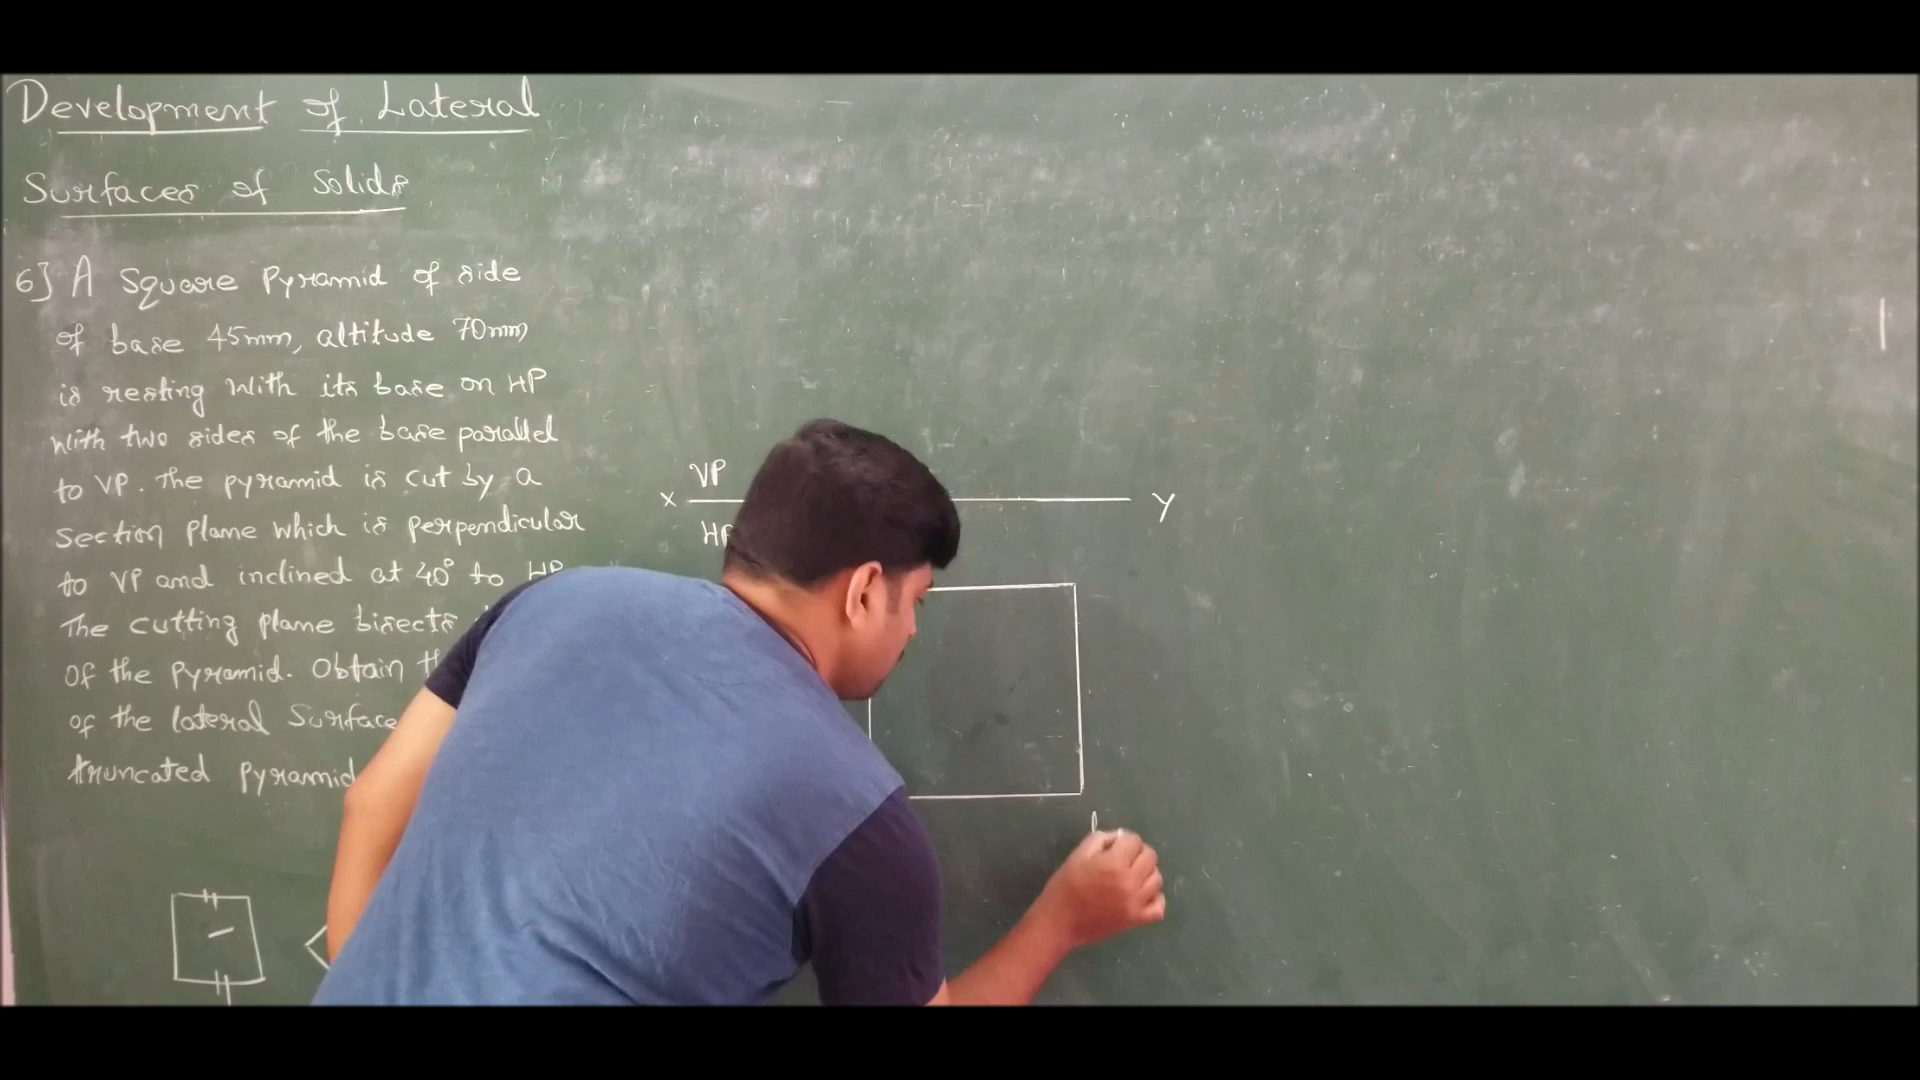 Development of Lateral
Surfaces of Solids
6] A Square Pyramid of side
of base 45mm, altitude 70mm
is resting with its base on HP
with two sides of the base parallel
to VP. The pyramid is cut by a
section plane which is perpendicular
to VP and inclined at 40° to HP
The cutting plane bisects
of the pyramid. Obtain
of the lateral Surface
truncated pyramid
VP
X Y
HP